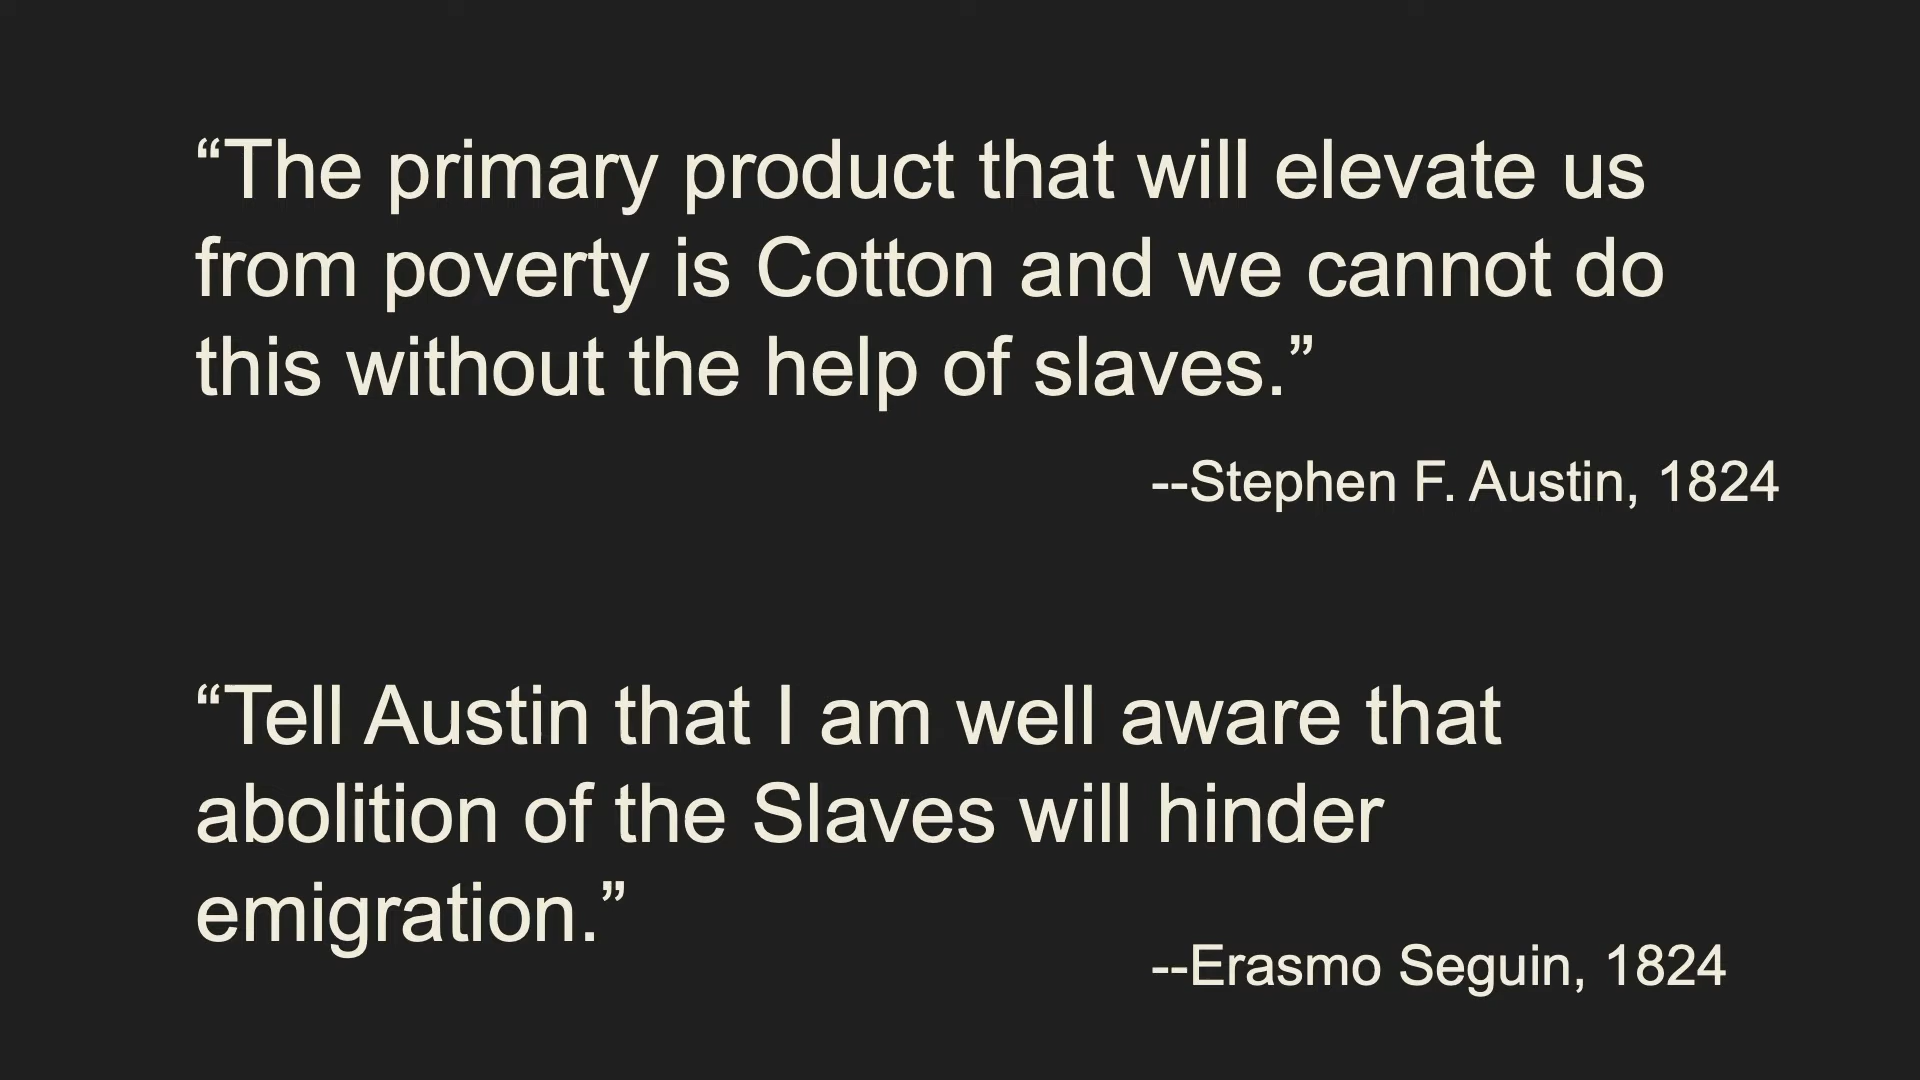 “The primary product that will elevate us
from poverty is Cotton and we cannot do
this without the help of slaves.”
--Stephen F. Austin, 1824
“Tell Austin that I am well aware that
abolition of the Slaves will hinder
emigration.”
--Erasmo Seguin, 1824